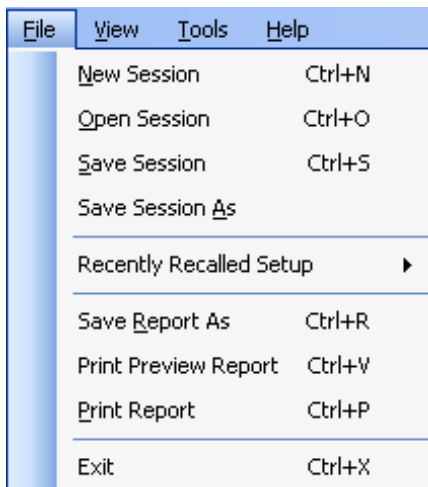 File View Tools Help
New Session Ctrl+N
Open Session Ctrl+O
Save Session Ctrl+S
Save Session As
Recently Recalled Setup
Save Report As Ctrl+R
Print Preview Report Ctrl+V
Print Report Ctrl+P
Exit Ctrl+X